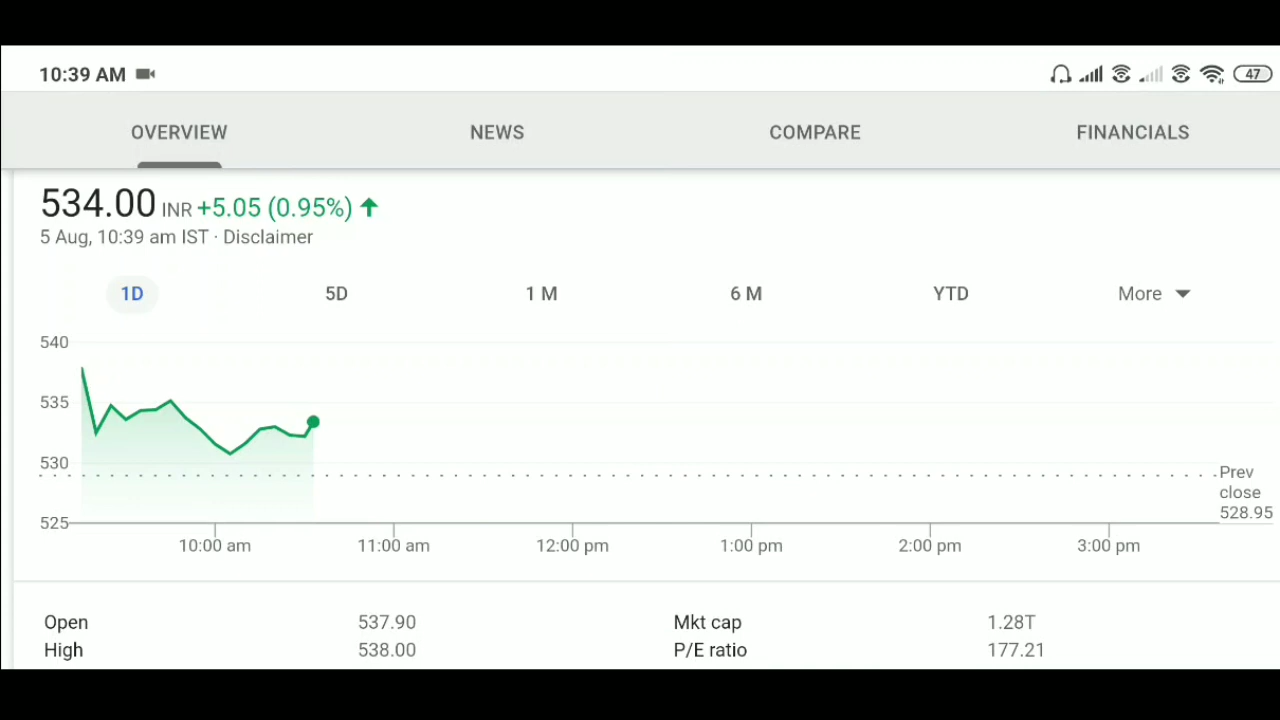 10:39 AM 47
OVERVIEW NEWS COMPARE FINANCIALS
534.00 INR +5.05 (0.95%)
5 Aug, 10:39 am IST · Disclaimer
1D 5D 1 M 6 M YTD More
540
535
530
Prev
close
528.95
525
10:00 am 11:00 am 12:00 pm 1:00 pm 2:00 pm 3:00 pm
Open 537.90 Mkt cap 1.28T
High 538.00 P/E ratio 177.21